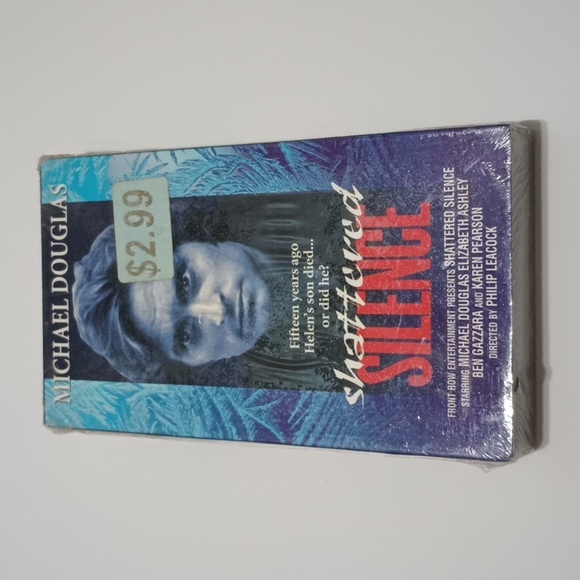 MICHAEL DOUGLAS
$2.99
Fifteen years ago
Helen's son died...
or did he?
shattered
SILENCE
FRONT ROW ENTERTAINMENT PRESENTS SHATTERED SILENCE
STARRING MICHAEL DOUGLAS ELIZABETH ASHLEY
BEN GAZZARA AND KAREN PEARSON
DIRECTED BY PHILIP LEACOCK